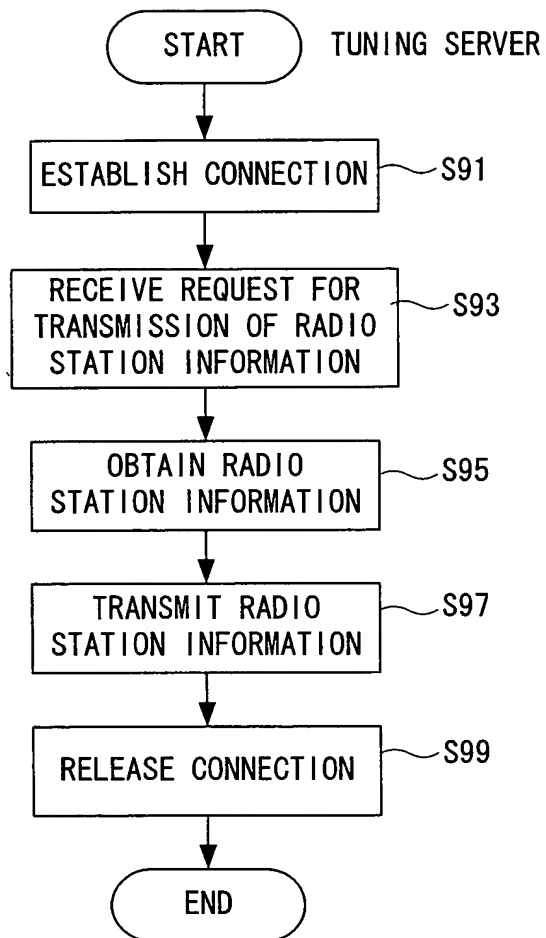 START
TUNING SERVER
ESTABLISH CONNECTION
S91
RECEIVE REQUEST FOR
TRANSMISSION OF RADIO
STATION INFORMATION
S93
OBTAIN RADIO
STATION INFORMATION
S95
TRANSMIT RADIO
STATION INFORMATION
S97
RELEASE CONNECTION
S99
END